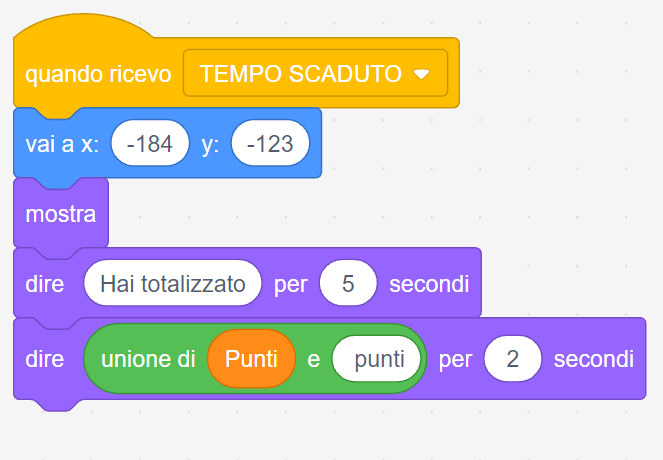 quando ricevo TEMPO SCADUTO
vai a x: -184 y: -123
mostra
dire Hai totalizzato per 5 secondi
dire unione di Punti e punti per 2 secondi